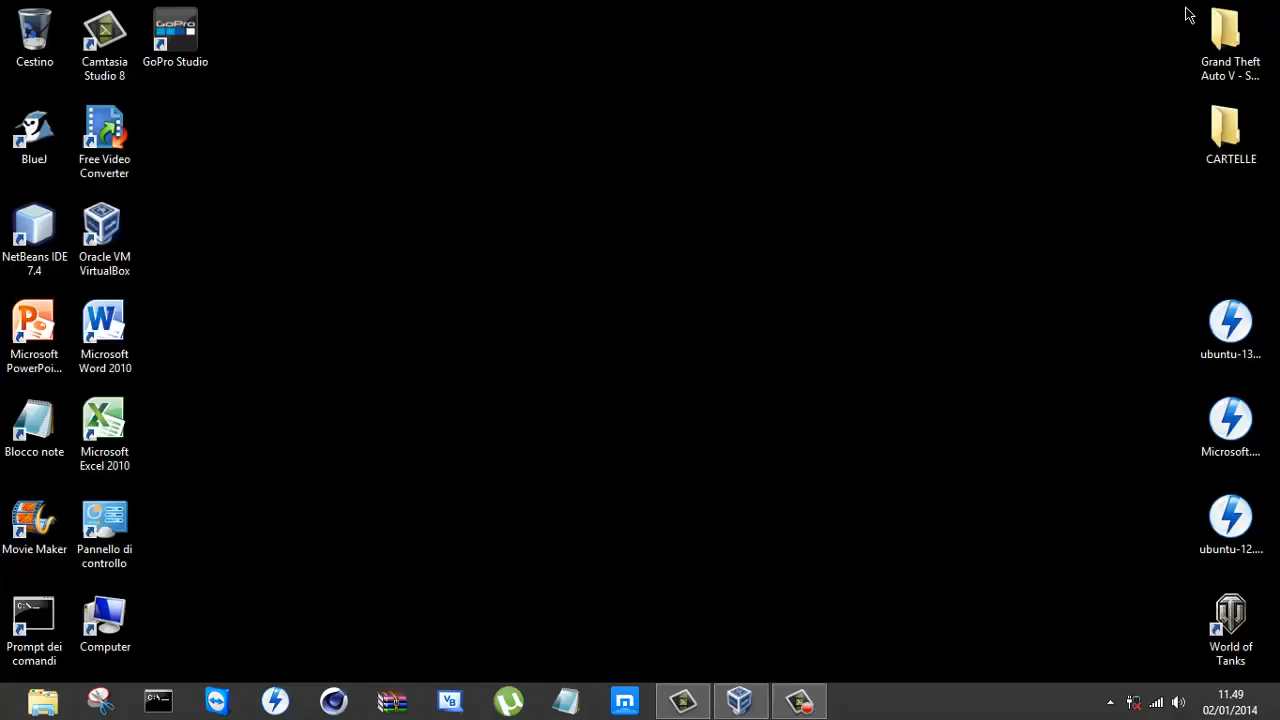 Cestino
Camtasia
Studio 8
GoPro
GoPro Studio
BlueJ
Free Video
Converter
NetBeans IDE
7.4
Oracle VM
VirtualBox
Microsoft
PowerPoi...
Microsoft
Word 2010
Blocco note
Microsoft
Excel 2010
Movie Maker
Pannello di
controllo
Prompt dei
comandi
Computer
Grand Theft
Auto V - S...
CARTELLE
ubuntu-13...
Microsoft....
ubuntu-12....
World of
Tanks
11.49
02/01/2014